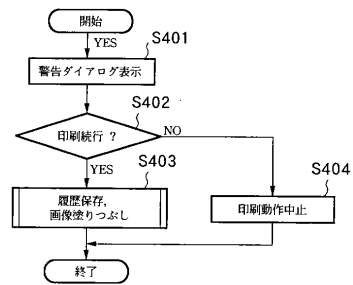 開始
YES
S401
警告ダイアログ表示
S402
印刷続行 ?
NO
YES
S403
S404
履歴保存,
画像塗りつぶし
印刷動作中止
終了